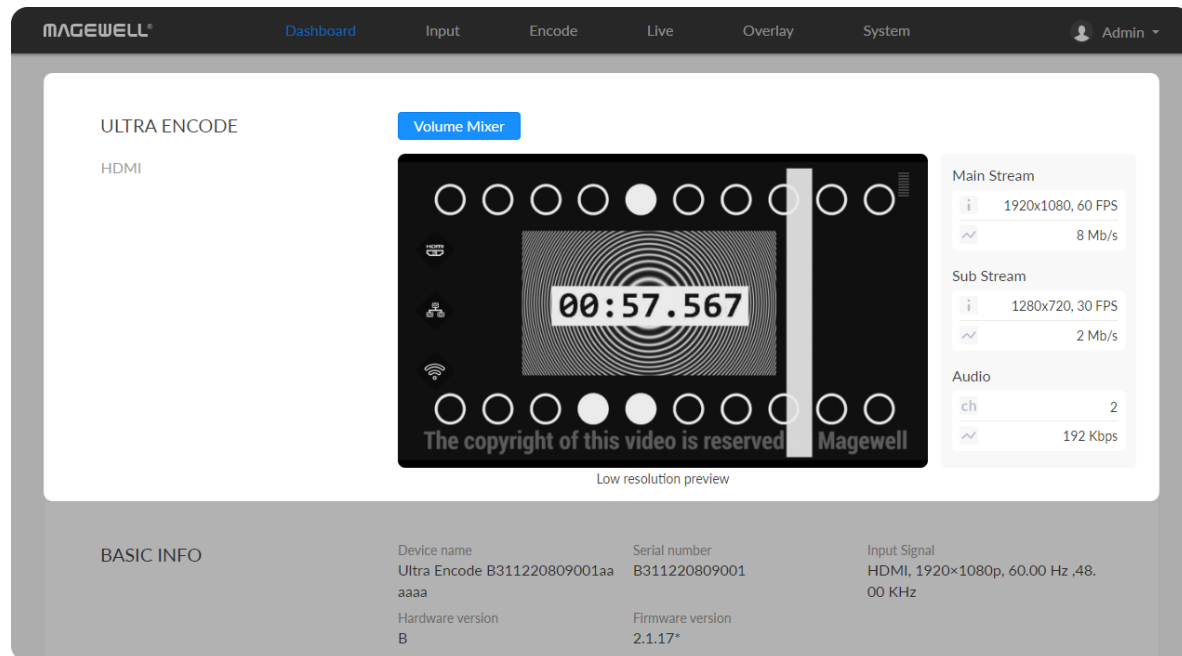 MAGEWELL®
Dashboard Input Encode Live Overlay System Admin
ULTRA ENCODE
Volume Mixer
HDMI
Main Stream
i 1920x1080, 60 FPS
8 Mb/s
Sub Stream
i 1280x720, 30 FPS
2 Mb/s
Audio
ch 2
192 Kbps
HDMI
00:57.567
The copyright of this video is reserved Magewell
Low resolution preview
BASIC INFO
Device name
Ultra Encode B311220809001aa
aaaa
Serial number
B311220809001
Input Signal
HDMI, 1920×1080p, 60.00 Hz ,48.
00 KHz
Hardware version
B
Firmware version
2.1.17*